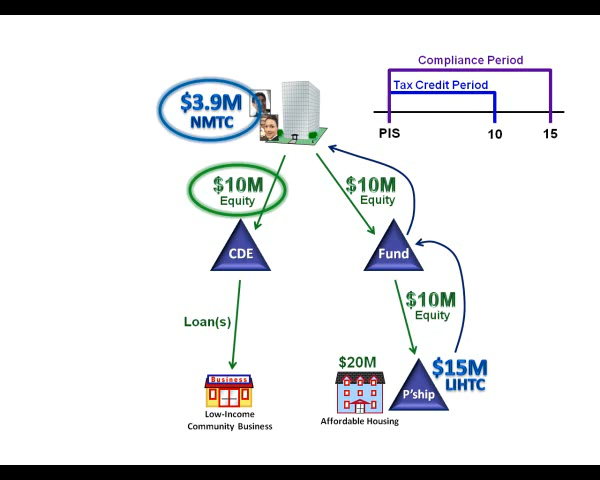 Compliance Period
Tax Credit Period
PIS
10
15
$3.9M
NMTC
$10M
Equity
$10M
Equity
CDE
Fund
$10M
Equity
Loan(s)
$20M
$15M
LIHTC
Business
P'ship
Low-Income
Community Business
Affordable Housing